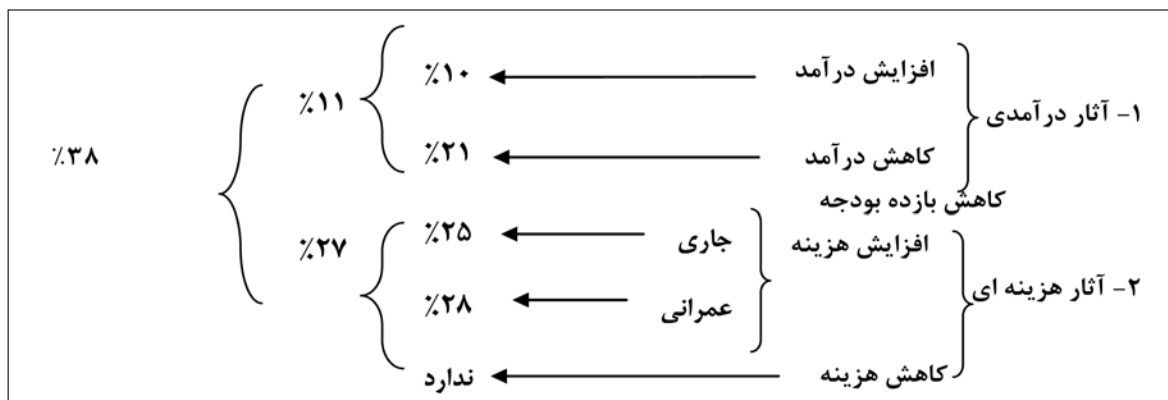 ۱- آثار درآمدی
افزایش درآمد
٪۱۰
کاهش درآمد
٪۲۱
٪۱۱
٪۳۸
کاهش بازده بودجه
۲- آثار هزینه ای
افزایش هزینه
جاری
٪۲۵
عمرانی
٪۲۸
٪۲۷
کاهش هزینه
ندارد